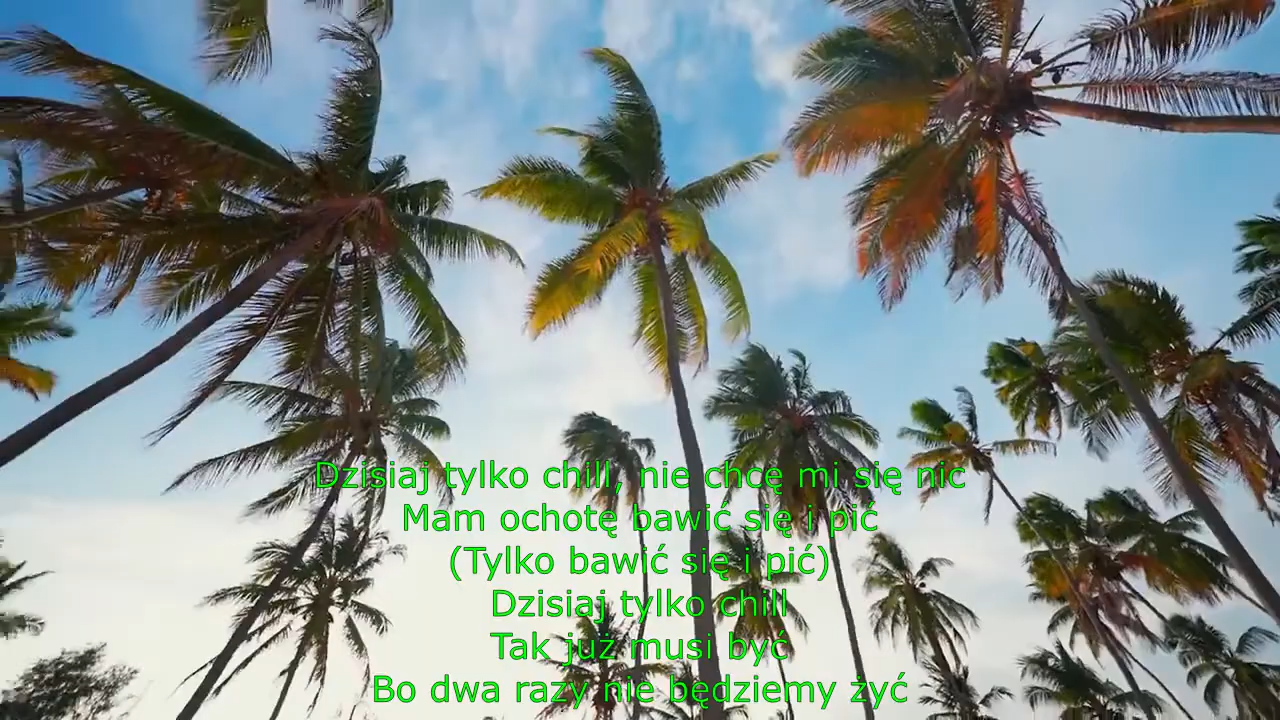 Dzisiaj tylko chill, nie chcę mi się nic
Mam ochotę bawić się i pić
(Tylko bawić się i pić)
Dzisiaj tylko chill
Tak już musi być
Bo dwa razy nie będziemy żyć